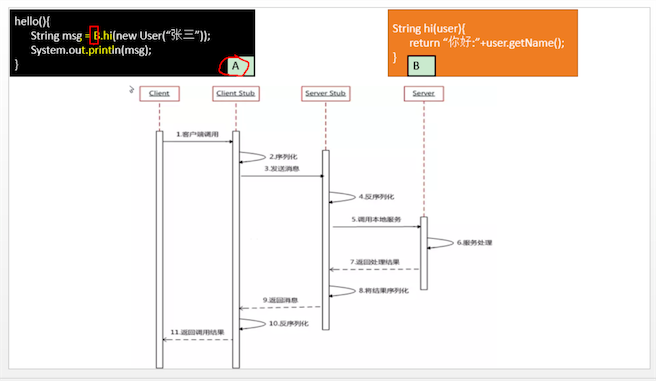 hello(){
String msg = B.hi(new User("张三"));
System.out.println(msg);
}
A
String hi(user){
return "你好:"+user.getName();
}
B
Client
Client Stub
Server Stub
Server
1.客户端调用
2.序列化
3.发送消息
4.反序列化
5.调用本地服务
6.服务处理
7.返回处理结果
8.将结果序列化
9.返回消息
10.反序列化
11.返回调用结果